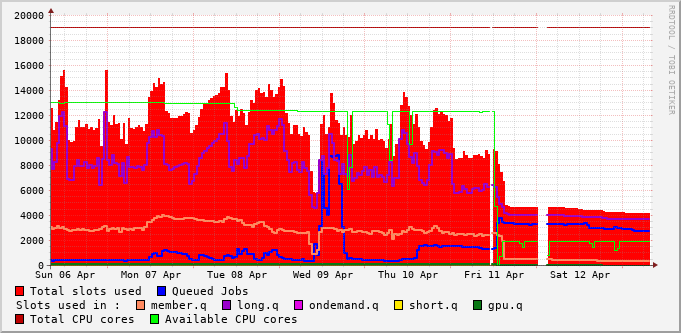 20000
18000
16000
14000
12000
10000
8000
6000
4000
2000
0
Sun 06 Apr Mon 07 Apr Tue 08 Apr Wed 09 Apr Thu 10 Apr Fri 11 Apr Sat 12 Apr
Total slots used Queued Jobs
Slots used in : member.q long.q ondemand.q short.q gpu.q
Total CPU cores Available CPU cores
RRDTOOL / TOBI OETIKER